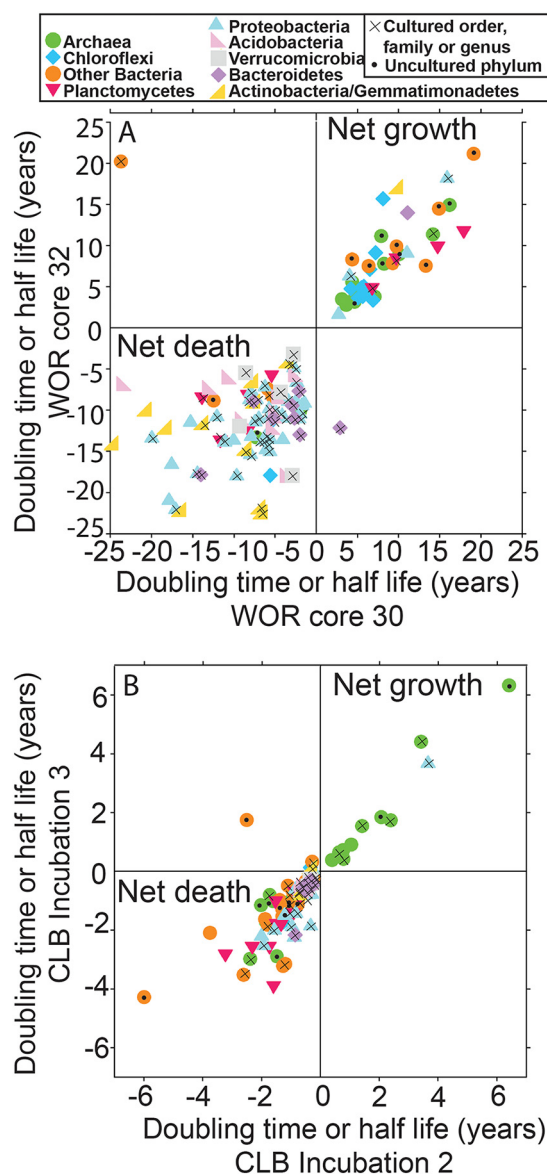 Archaea
Chloroflexi
Other Bacteria
Planctomycetes
Proteobacteria
Acidobacteria
Verrucomicrobia
Bacteroidetes
Actinobacteria/Gemmatimonadetes
Cultured order,
family or genus
Uncultured phylum
A
Net growth
Net death
25
20
15
10
5
0
-5
-10
-15
-20
-25
Doubling time or half life (years)
WOR core 32
-25 -20 -15 -10 -5 0 5 10 15 20 25
Doubling time or half life (years)
WOR core 30
B
Net growth
Net death
6
4
2
0
-2
-4
-6
Doubling time or half life (years)
CLB Incubation 3
-6 -4 -2 0 2 4 6
Doubling time or half life (years)
CLB Incubation 2